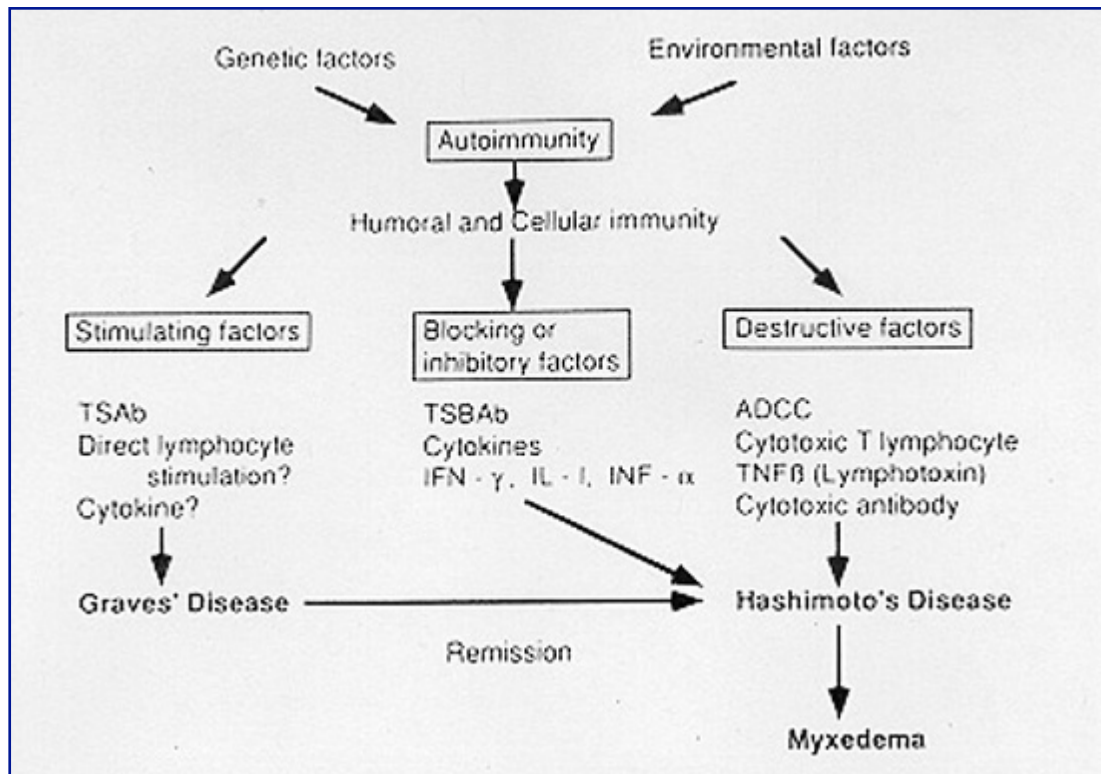 Genetic factors
Environmental factors
Autoimmunity
Humoral and Cellular immunity
Stimulating factors
Blocking or
inhibitory factors
Destructive factors
TSAb
Direct lymphocyte
stimulation?
Cytokine?
TSBAb
Cytokines
IFN - γ, IL - I, INF - α
ADCC
Cytotoxic T lymphocyte
TNFß (Lymphotoxin)
Cytotoxic antibody
Graves' Disease
Hashimoto's Disease
Remission
Myxedema